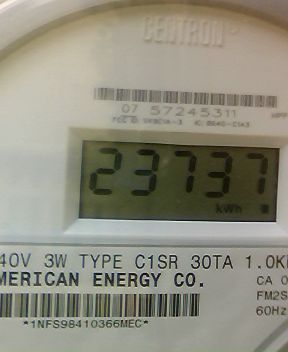 CENTRON
07 57245311
23737
kWh
40V 3W TYPE C1SR 30TA 1.0K
MERICAN ENERGY CO.
CA 0
FM2S
60Hz
*1NFS98410366MEC*